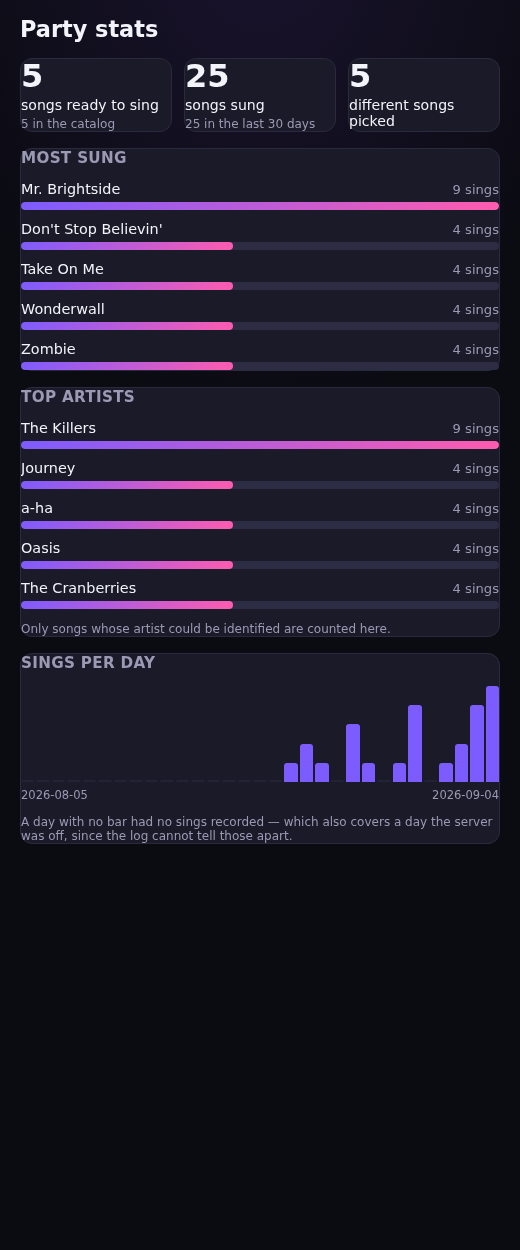 Party stats
5
songs ready to sing
5 in the catalog
25
songs sung
25 in the last 30 days
5
different songs
picked
MOST SUNG
Mr. Brightside 9 sings
Don't Stop Believin' 4 sings
Take On Me 4 sings
Wonderwall 4 sings
Zombie 4 sings
TOP ARTISTS
The Killers 9 sings
Journey 4 sings
a-ha 4 sings
Oasis 4 sings
The Cranberries 4 sings
Only songs whose artist could be identified are counted here.
SINGS PER DAY
2026-08-05 2026-09-04
A day with no bar had no sings recorded — which also covers a day the server
was off, since the log cannot tell those apart.